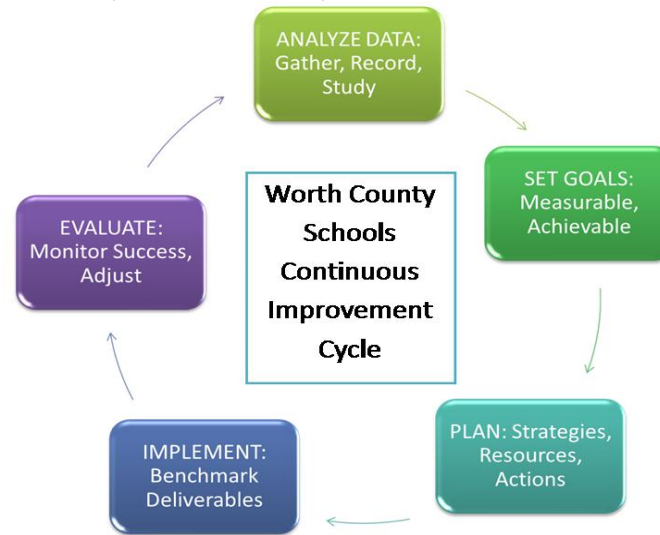 ANALYZE DATA:
Gather, Record,
Study
SET GOALS:
Measurable,
Achievable
PLAN: Strategies,
Resources,
Actions
IMPLEMENT:
Benchmark
Deliverables
EVALUATE:
Monitor Success,
Adjust
Worth County
Schools
Continuous
Improvement
Cycle